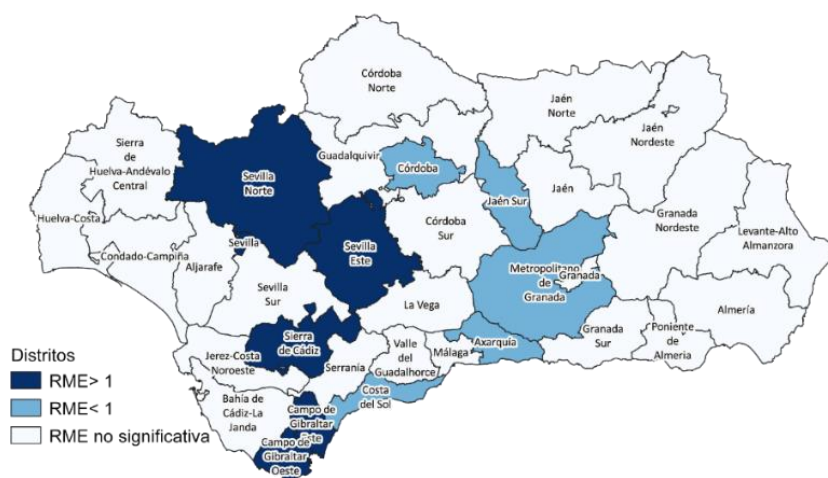 Córdoba
Norte
Jaén
Norte
Jaén
Nordeste
Sierra
de
Huelva-Andévalo
Central
Guadalquivir
Córdoba
Sevilla
Norte
Jaén Sur
Jaén
Huelva-Costa
Granada
Nordeste
Córdoba
Sur
Levante-Alto
Almanzora
Sevilla
Sevilla
Este
Condado-Campiña
Aljarafe
Metropolitano
de
Granada
Granada
Sevilla
Sur
La Vega
Almería
Granada
Sur
Poniente
de
Almería
Sierra
de Cádiz
Axarquía
Valle
del
Guadalhorce
Málaga
Jerez-Costa
Noroeste
Serranía
Costa
del Sol
Bahía de
Cádiz-La
Janda
Campo de
Gibraltar
Este
Campo de
Gibraltar
Oeste
Distritos
RME> 1
RME< 1
RME no significativa